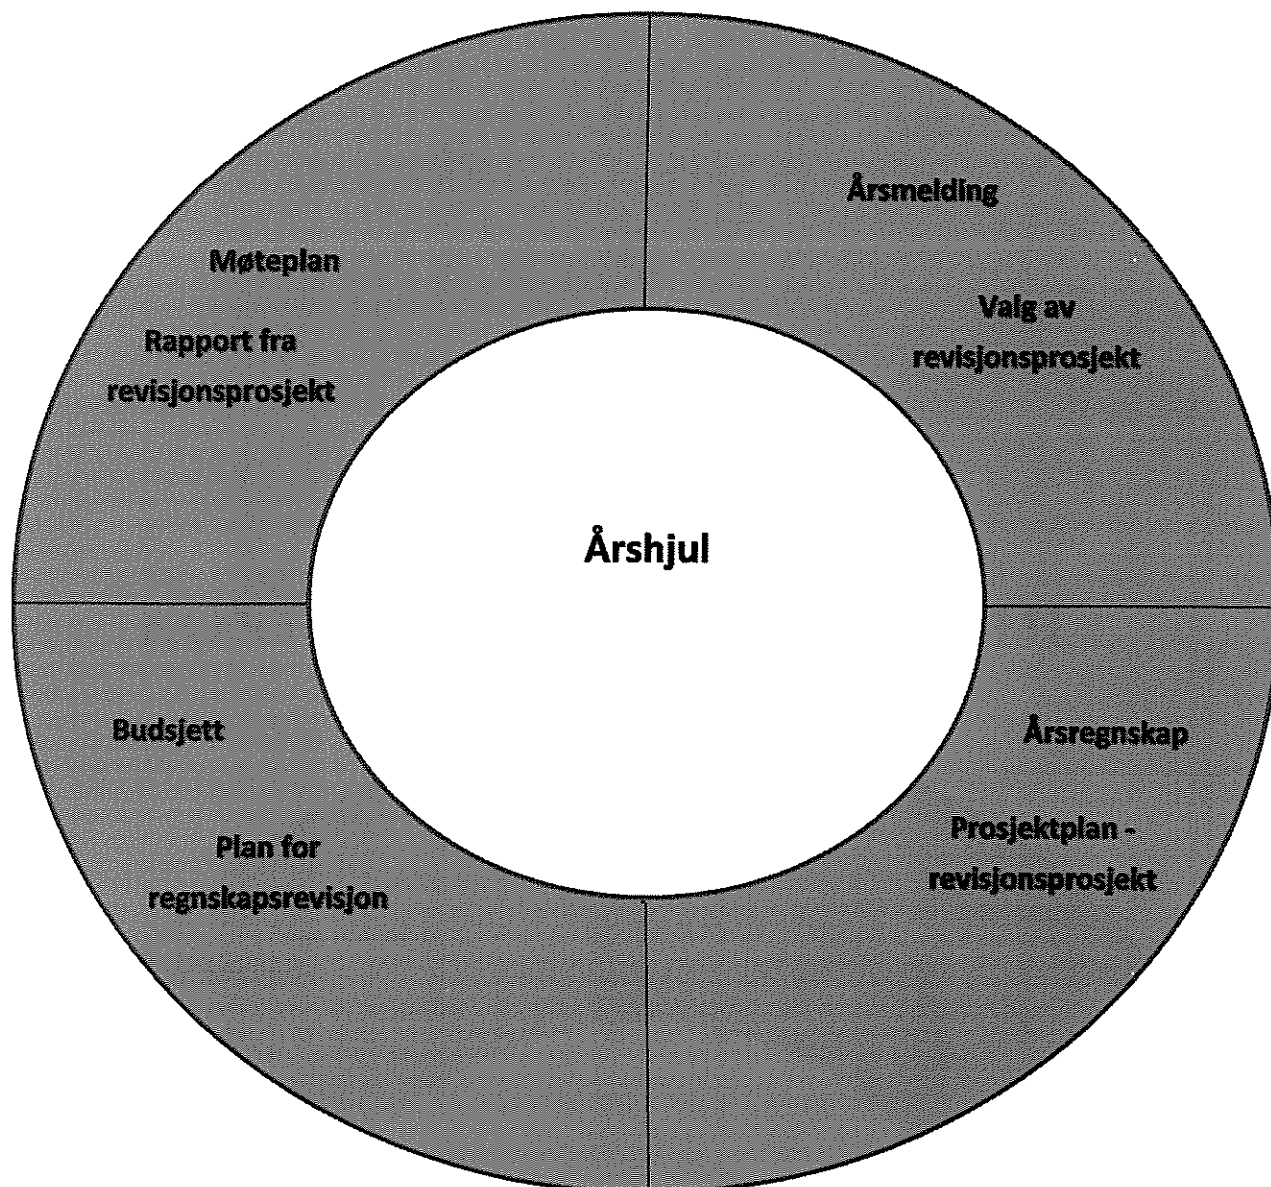 Årsmelding
Valg av
revisjonsprosjekt
Møteplan
Rapport fra
revisjonsprosjekt
Årshjul
Budsjett
Plan for
regnskapsrevisjon
Årsregnskap
Prosjektplan -
revisjonsprosjekt